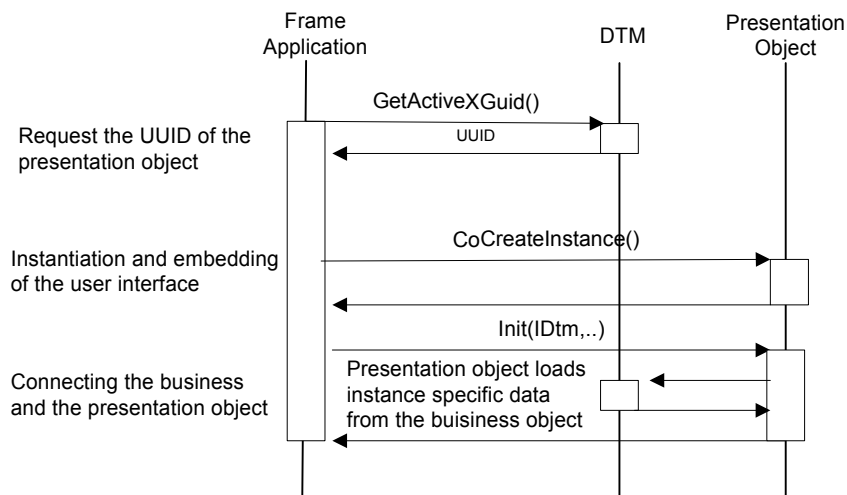 Frame
Application
DTM
Presentation
Object
GetActiveXGuid()
Request the UUID of the
presentation object
UUID
CoCreateInstance()
Instantiation and embedding
of the user interface
Init(IDtm,..)
Connecting the business
and the presentation object
Presentation object loads
instance specific data
from the buisiness object